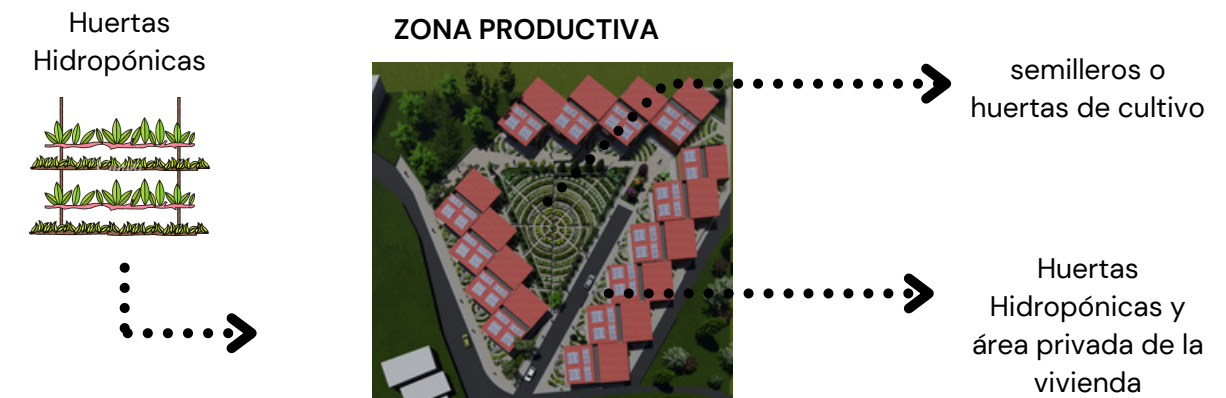 Huertas
Hidropónicas
ZONA PRODUCTIVA
semilleros o
huertas de cultivo
Huertas
Hidropónicas y
área privada de la
vivienda